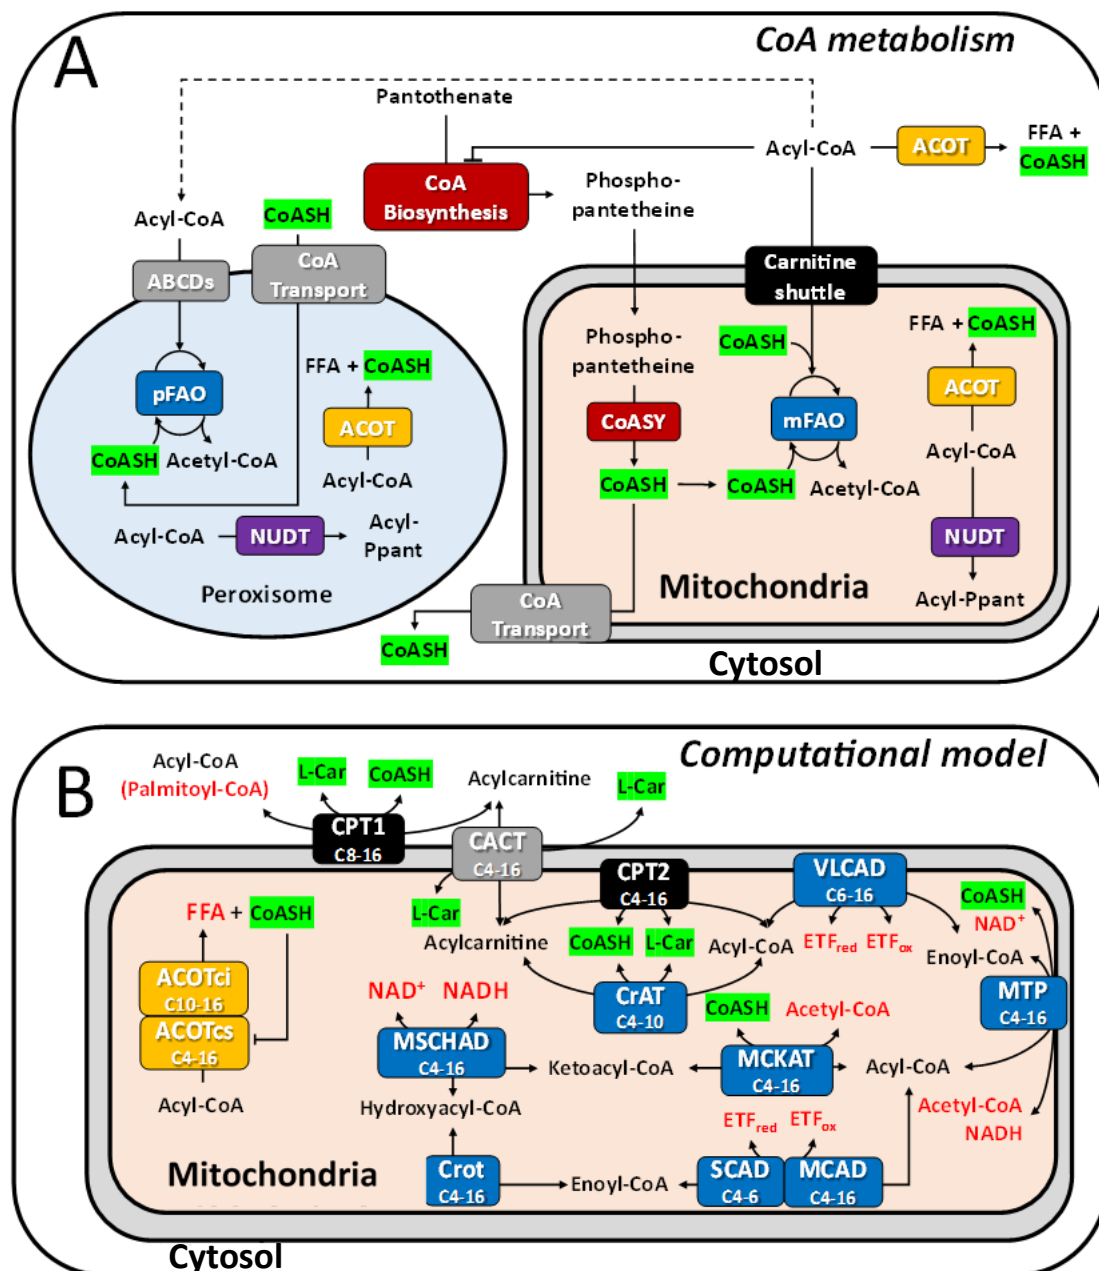 A
CoA metabolism
Pantothenate
Acyl-CoA
ACOT
FFA +
CoASH
CoA
Biosynthesis
Phospho-
pantetheine
Acyl-CoA
CoASH
ABCDs
CoA
Transport
Carnitine
shuttle
pFAO
FFA + CoASH
ACOT
CoASH
Acetyl-CoA
Acyl-CoA
Acyl-CoA
NUDT
Acyl-
Ppant
Peroxisome
Phospho-
pantetheine
CoASH
FFA + CoASH
CoASY
mFAO
ACOT
Acyl-CoA
CoASH
CoASH
Acetyl-CoA
NUDT
Acyl-Ppant
Mitochondria
CoA
Transport
CoASH
Cytosol
B
Computational model
Acyl-CoA
(Palmitoyl-CoA)
L-Car
CoASH
Acylcarnitine
L-Car
CPT1
C8-16
CACT
C4-16
CPT2
C4-16
VLCAD
C6-16
CoASH
NAD+
FFA + CoASH
L-Car
Acylcarnitine
CoASH
L-Car
Acyl-CoA
ETFred
ETFox
Enoyl-CoA
ACOTci
C10-16
ACOTcs
C4-16
Acyl-CoA
NAD+
NADH
CrAT
C4-10
CoASH
Acetyl-CoA
MTP
C4-16
MSCHAD
C4-16
Ketoacyl-CoA
MCKAT
C4-16
Acyl-CoA
Hydroxyacyl-CoA
ETFred
ETFox
Acetyl-CoA
NADH
Mitochondria
Crot
C4-16
Enoyl-CoA
SCAD
C4-6
MCAD
C4-16
Cytosol